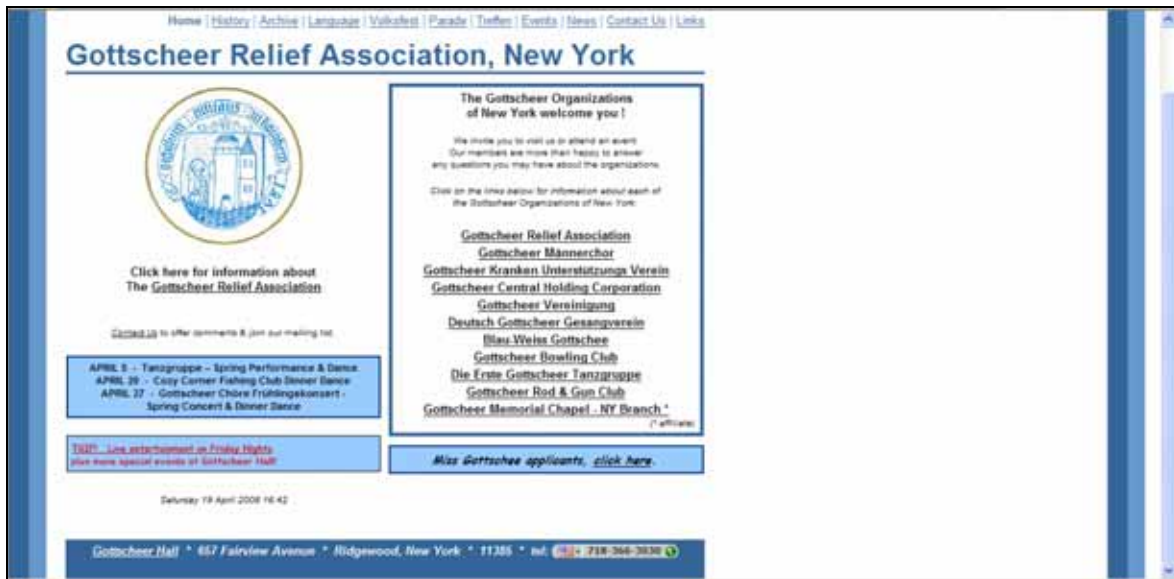 Home | History | Archive | Language | Volksfest | Parade | Treffen | Events | News | Contact Us | Links
Gottscheer Relief Association, New York
Click here for information about
The Gottscheer Relief Association
Contact Us to offer comments & join our mailing list.
APRIL 5 - Tanzgruppe - Spring Performance & Dance
APRIL 20 - Cozy Corner Fishing Club Dinner Dance
APRIL 27 - Gottscheer Chöre Frühlingskonzert -
Spring Concert & Dinner Dance
TGIF! Live entertainment on Friday Nights
plus more special events at Gottscheer Hall!
Saturday 19 April 2008 16:42
The Gottscheer Organizations
of New York welcome you !
We invite you to visit us or attend an event.
Our members are more than happy to answer
any questions you may have about the organizations.
Click on the links below for information about each of
the Gottscheer Organizations of New York:
Gottscheer Relief Association
Gottscheer Männerchor
Gottscheer Kranken Unterstützungs Verein
Gottscheer Central Holding Corporation
Gottscheer Vereinigung
Deutsch Gottscheer Gesangverein
Blau-Weiss Gottschee
Gottscheer Bowling Club
Die Erste Gottscheer Tanzgruppe
Gottscheer Rod & Gun Club
Gottscheer Memorial Chapel - NY Branch *
(* affiliate)
Miss Gottschee applicants, click here.
Gottscheer Hall * 657 Fairview Avenue * Ridgewood, New York * 11385 * tel: 718-366-3030